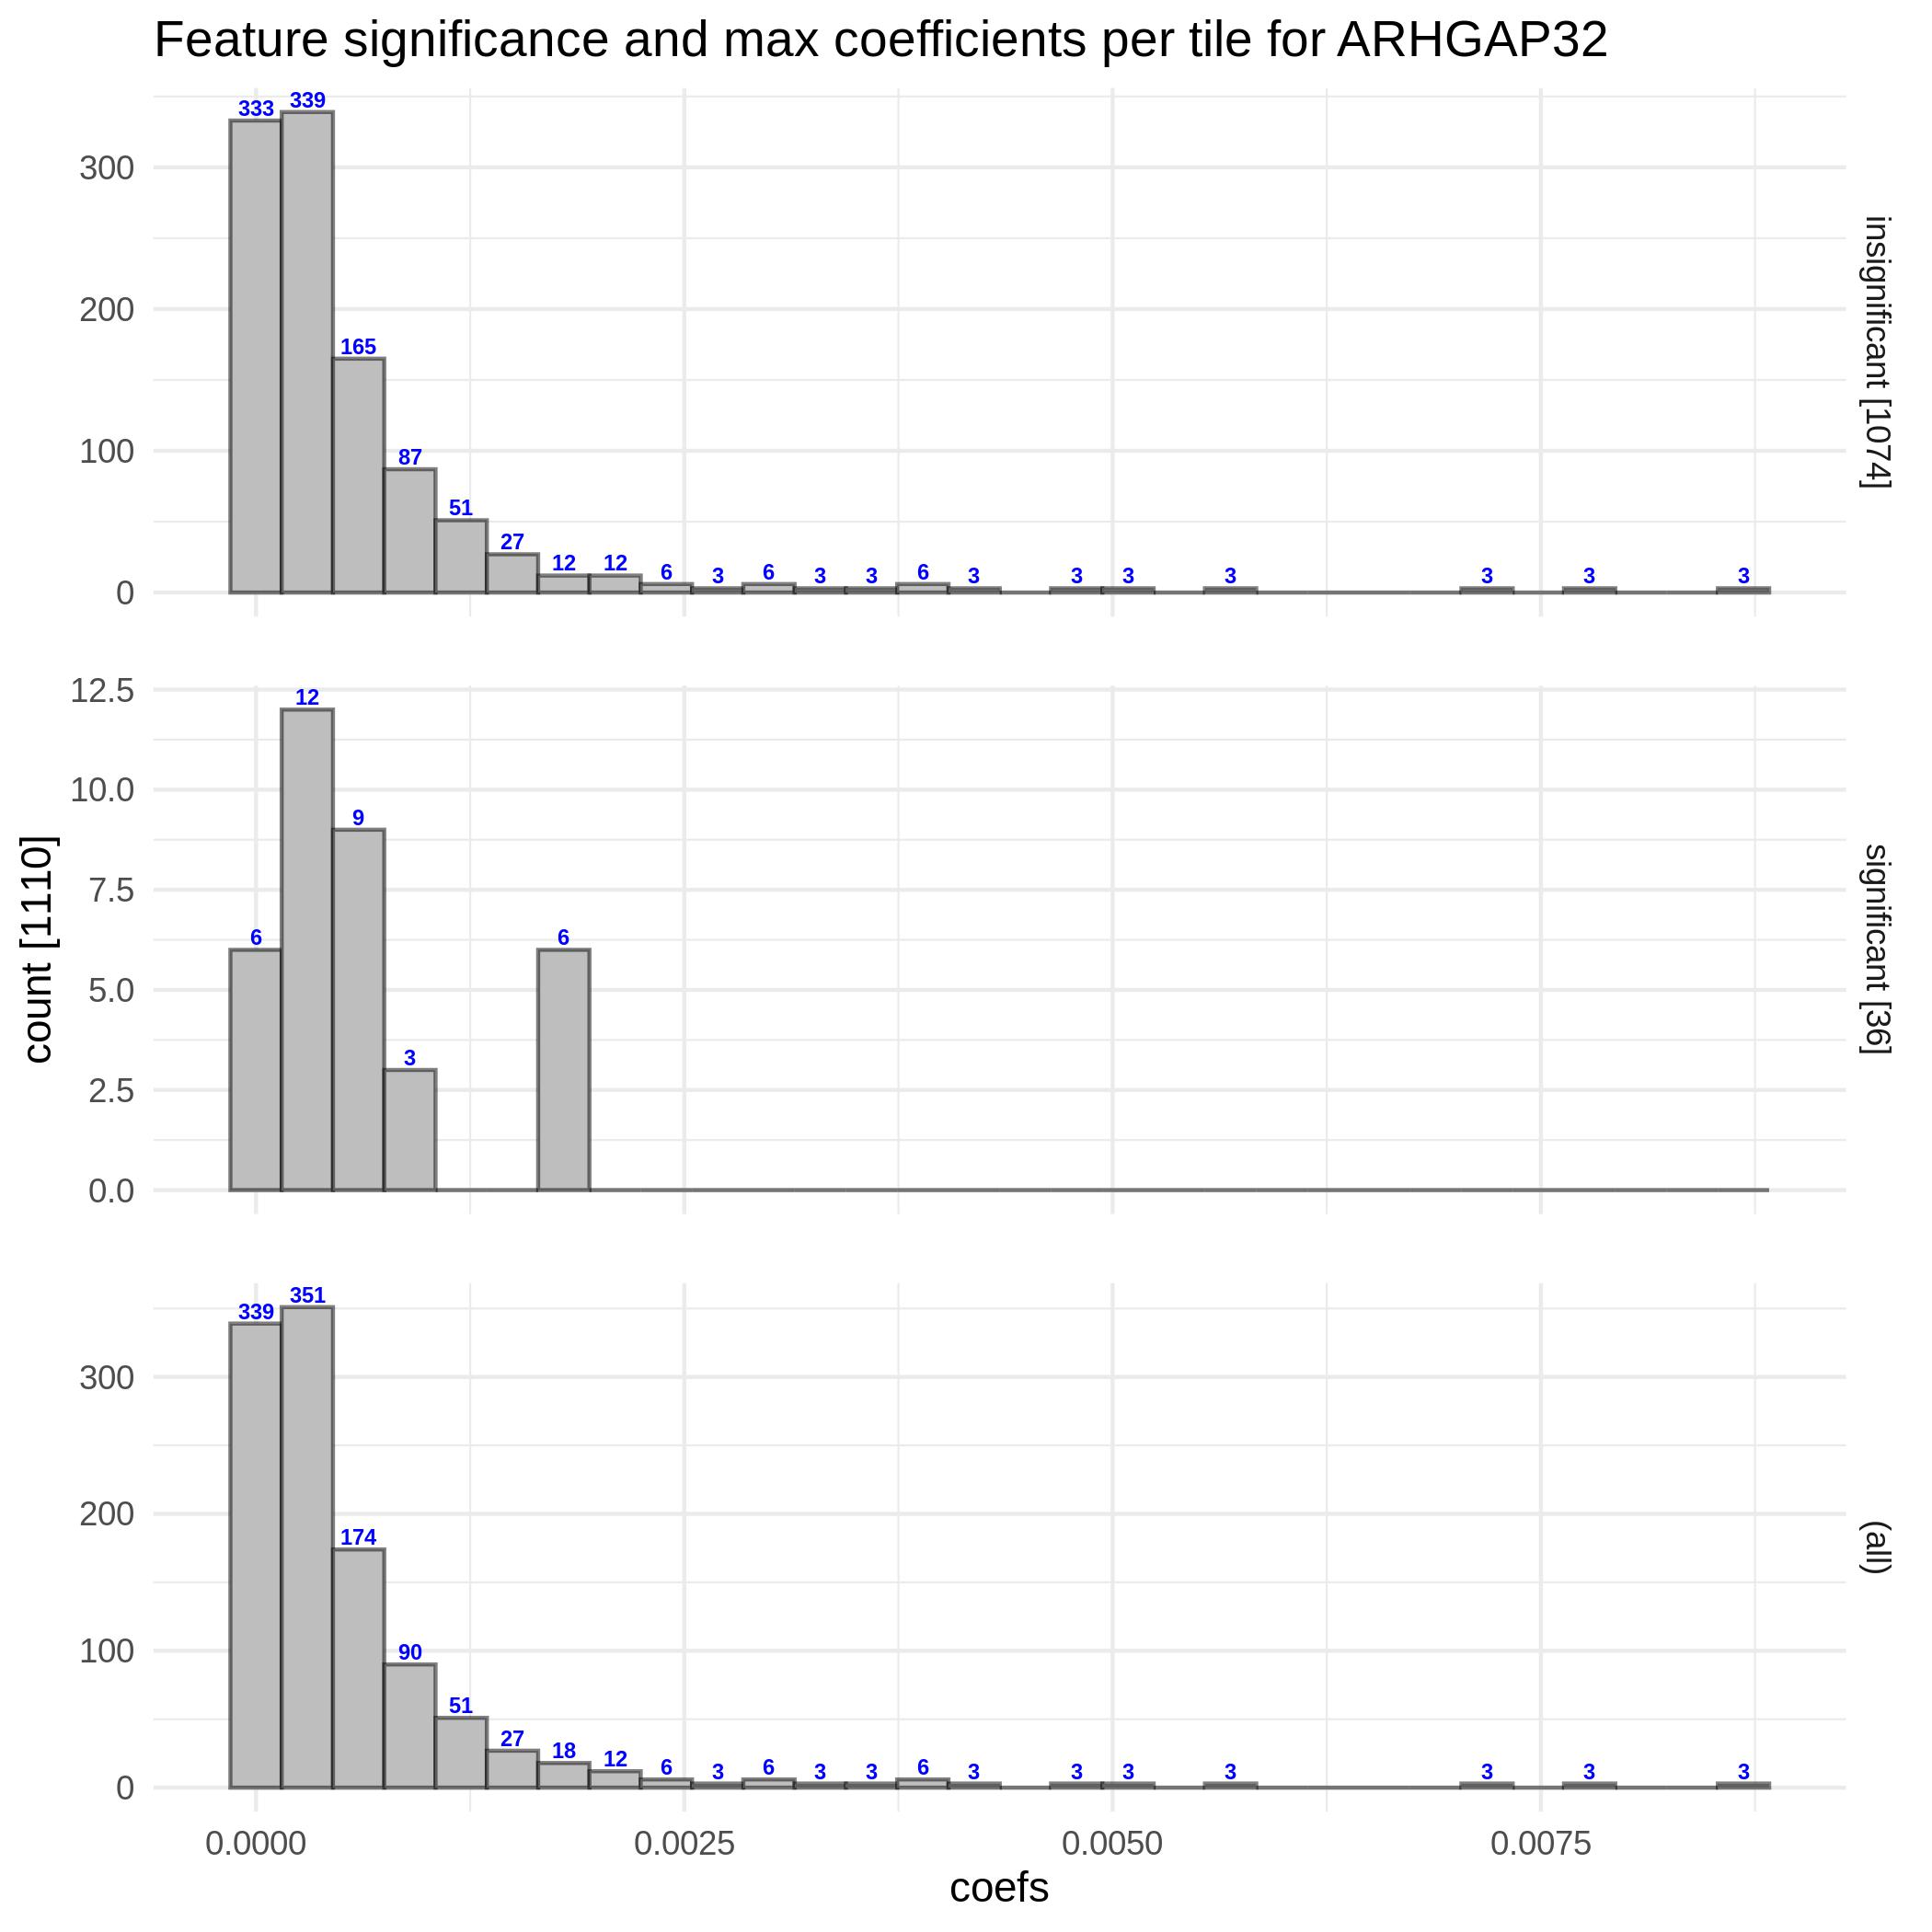 Feature significance and max coefficients per tile for ARHGAP32
333 339 165 87 51 27 12 12 6 3 6 3 3 6 3 3 3 3 3 3 3
300
200
100
0
insignificant [1074]
count [1110]
6 12 9 3 6
12.5
10.0
7.5
5.0
2.5
0.0
significant [36]
339 351 174 90 51 27 18 12 6 3 6 3 3 6 3 3 3 3 3 3 3
300
200
100
0
(all)
0.0000 0.0025 0.0050 0.0075
coefs